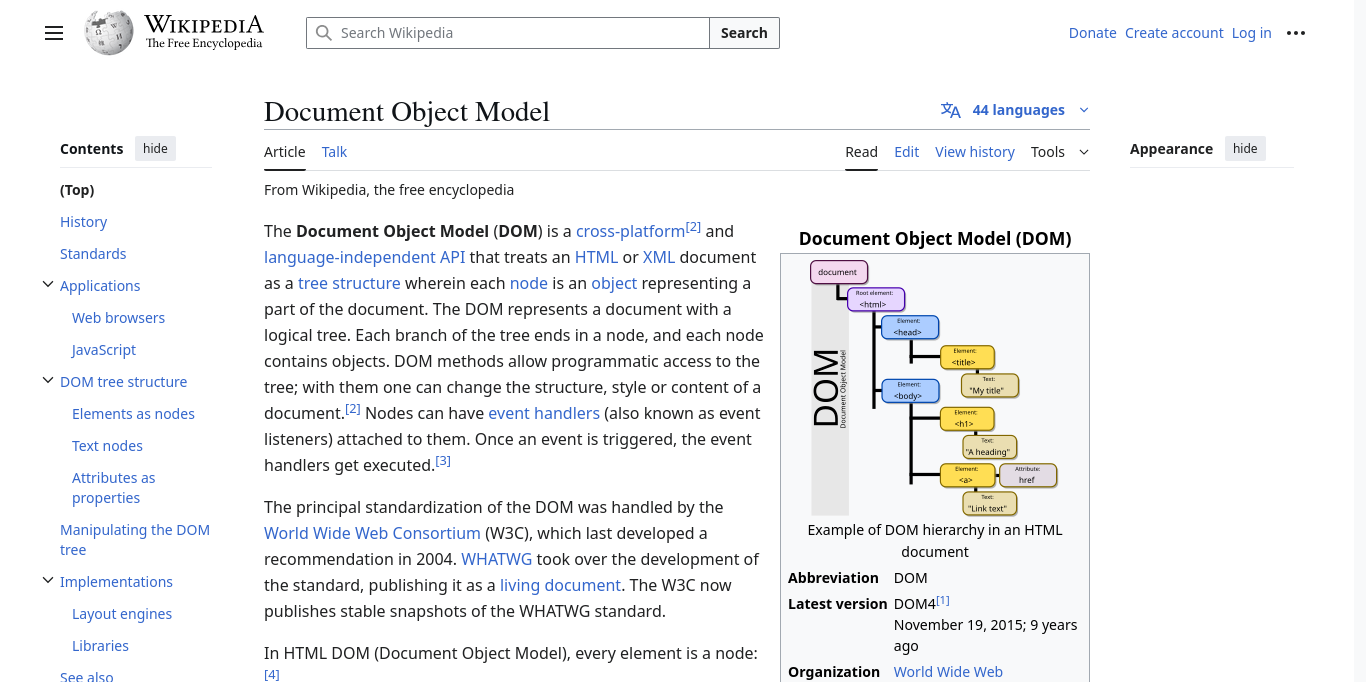 WIKIPEDIA
The Free Encyclopedia
Search Wikipedia
Search
Donate Create account Log in
Contents hide
(Top)
History
Standards
Applications
Web browsers
JavaScript
DOM tree structure
Elements as nodes
Text nodes
Attributes as
properties
Manipulating the DOM
tree
Implementations
Layout engines
Libraries
See also
Document Object Model
44 languages
Article Talk
Read Edit View history Tools
From Wikipedia, the free encyclopedia
The Document Object Model (DOM) is a cross-platform[2] and
language-independent API that treats an HTML or XML document
as a tree structure wherein each node is an object representing a
part of the document. The DOM represents a document with a
logical tree. Each branch of the tree ends in a node, and each node
contains objects. DOM methods allow programmatic access to the
tree; with them one can change the structure, style or content of a
document.[2] Nodes can have event handlers (also known as event
listeners) attached to them. Once an event is triggered, the event
handlers get executed.[3]
The principal standardization of the DOM was handled by the
World Wide Web Consortium (W3C), which last developed a
recommendation in 2004. WHATWG took over the development of
the standard, publishing it as a living document. The W3C now
publishes stable snapshots of the WHATWG standard.
In HTML DOM (Document Object Model), every element is a node:
[4]
Document Object Model (DOM)
document
Root element:
<html>
Element:
<head>
Element:
<title>
Text:
"My title"
Element:
<body>
Element:
<h1>
Text:
"A heading"
Element:
<a>
Attribute:
href
Text:
"Link text"
DOM
Document Object Model
Example of DOM hierarchy in an HTML
document
Abbreviation DOM
Latest version DOM4[1]
November 19, 2015; 9 years
ago
Organization World Wide Web
Appearance hide